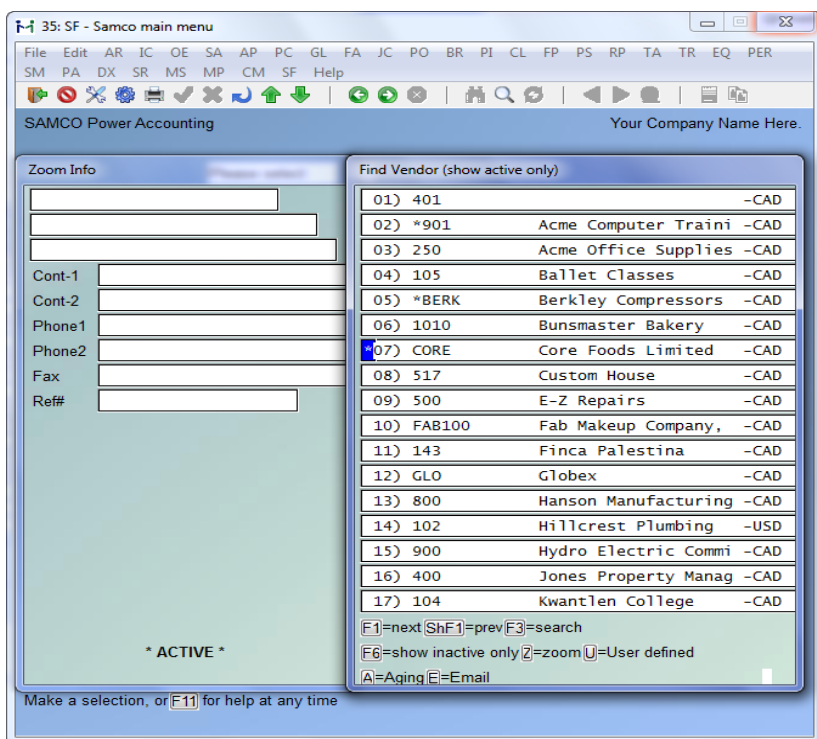 35: SF - Samco main menu
File Edit AR IC OE SA AP PC GL FA JC PO BR PI CL FP PS RP TA TR EQ PER
SM PA DX SR MS MP CM SF Help
SAMCO Power Accounting
Your Company Name Here.
Zoom Info
Please select
Cont-1
Cont-2
Phone1
Phone2
Fax
Ref#
* ACTIVE *
Find Vendor (show active only)
01) 401 -CAD
02) *901 Acme Computer Traini -CAD
03) 250 Acme Office Supplies -CAD
04) 105 Ballet Classes -CAD
05) *BERK Berkley Compressors -CAD
06) 1010 Bunsmaster Bakery -CAD
*07) CORE Core Foods Limited -CAD
08) 517 Custom House -CAD
09) 500 E-Z Repairs -CAD
10) FAB100 Fab Makeup Company, -CAD
11) 143 Finca Palestina -CAD
12) GLO Globex -CAD
13) 800 Hanson Manufacturing -CAD
14) 102 Hillcrest Plumbing -USD
15) 900 Hydro Electric Commi -CAD
16) 400 Jones Property Manag -CAD
17) 104 Kwantlen College -CAD
F1=next ShF1=prev F3=search
F6=show inactive only Z=zoom U=User defined
A=Aging E=Email
Make a selection, or F11 for help at any time